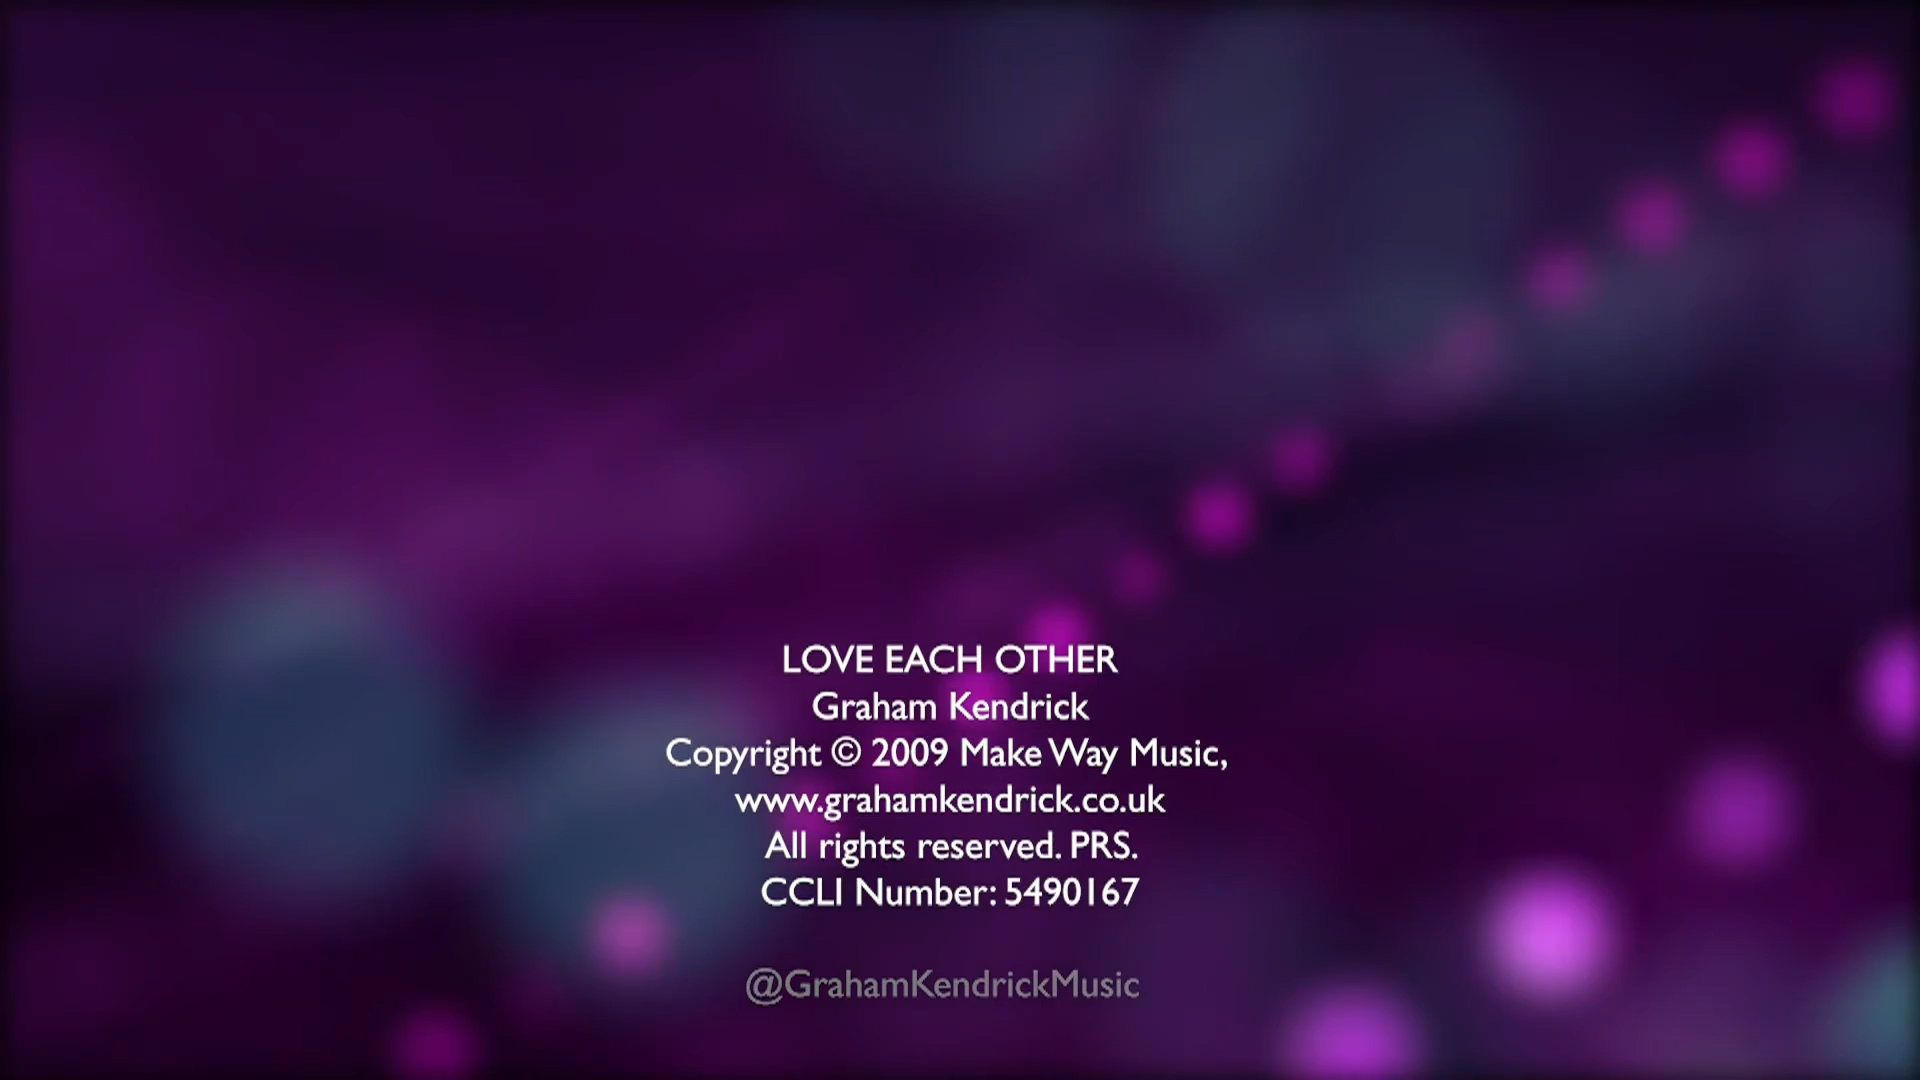 LOVE EACH OTHER
Graham Kendrick
Copyright © 2009 Make Way Music,
www.grahamkendrick.co.uk
All rights reserved. PRS.
CCLI Number: 5490167
@GrahamKendrickMusic